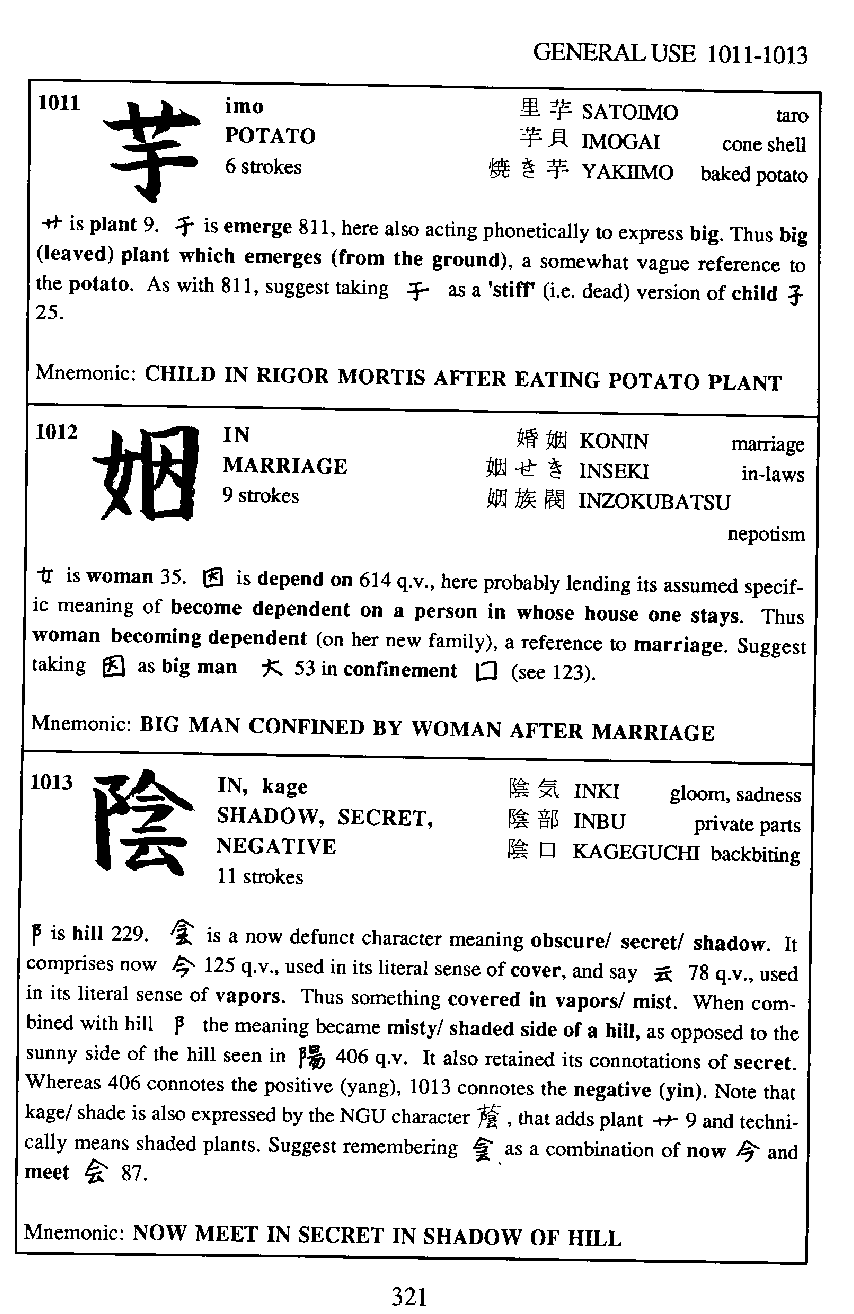 GENERAL USE 1011-1013
1011 芋 imo 里芋 SATOIMO taro
POTATO 芋貝 IMOGAI cone shell
6 strokes 焼き芋 YAKIIMO baked potato
艹 is plant 9. 于 is emerge 811, here also acting phonetically to express big. Thus big
(leaved) plant which emerges (from the ground), a somewhat vague reference to
the potato. As with 811, suggest taking 于 as a 'stiff' (i.e. dead) version of child 子
25.
Mnemonic: CHILD IN RIGOR MORTIS AFTER EATING POTATO PLANT
1012 姻 IN 婚姻 KONIN marriage
MARRIAGE 姻せき INSEKI in-laws
9 strokes 姻族閥 INZOKUBATSU
nepotism
女 is woman 35. 因 is depend on 614 q.v., here probably lending its assumed specif-
ic meaning of become dependent on a person in whose house one stays. Thus
woman becoming dependent (on her new family), a reference to marriage. Suggest
taking 因 as big man 大 53 in confinement 囗 (see 123).
Mnemonic: BIG MAN CONFINED BY WOMAN AFTER MARRIAGE
1013 陰 IN, kage 陰気 INKI gloom, sadness
SHADOW, SECRET, 陰部 INBU private parts
NEGATIVE 陰口 KAGEGUCHI backbiting
11 strokes
阝 is hill 229. 侌 is a now defunct character meaning obscure/ secret/ shadow. It
comprises now 今 125 q.v., used in its literal sense of cover, and say 云 78 q.v., used
in its literal sense of vapors. Thus something covered in vapors/ mist. When com-
bined with hill 阝 the meaning became misty/ shaded side of a hill, as opposed to the
sunny side of the hill seen in 陽 406 q.v. It also retained its connotations of secret.
Whereas 406 connotes the positive (yang), 1013 connotes the negative (yin). Note that
kage/ shade is also expressed by the NGU character 蔭, that adds plant 艹 9 and techni-
cally means shaded plants. Suggest remembering 侌 as a combination of now 今 and
meet 会 87.
Mnemonic: NOW MEET IN SECRET IN SHADOW OF HILL
321